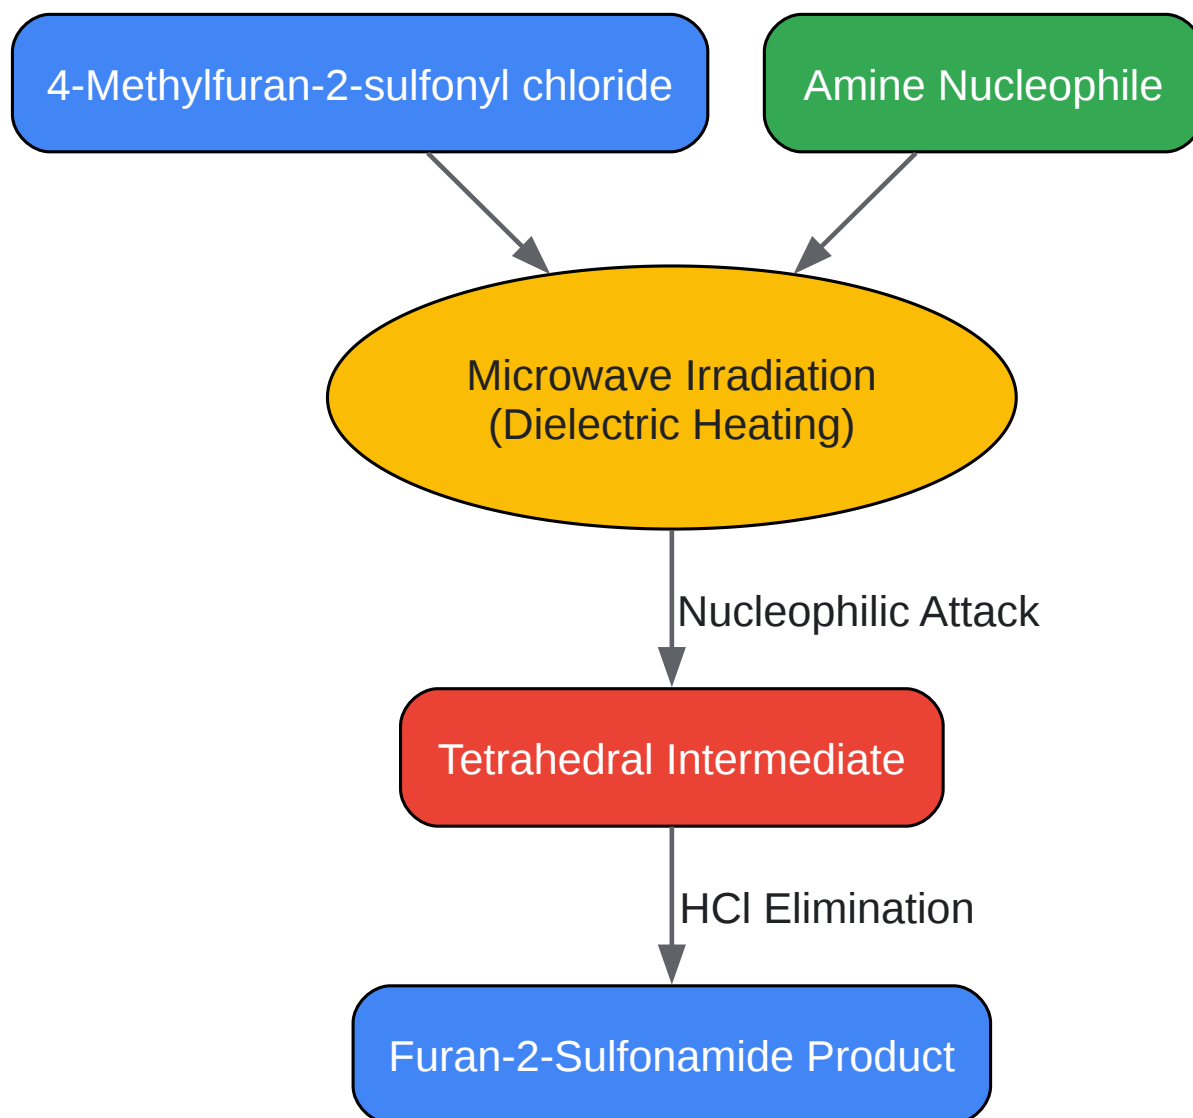 4-Methylfuran-2-sulfonyl chloride
Amine Nucleophile
Microwave Irradiation
(Dielectric Heating)
Nucleophilic Attack
Tetrahedral Intermediate
HCl Elimination
Furan-2-Sulfonamide Product